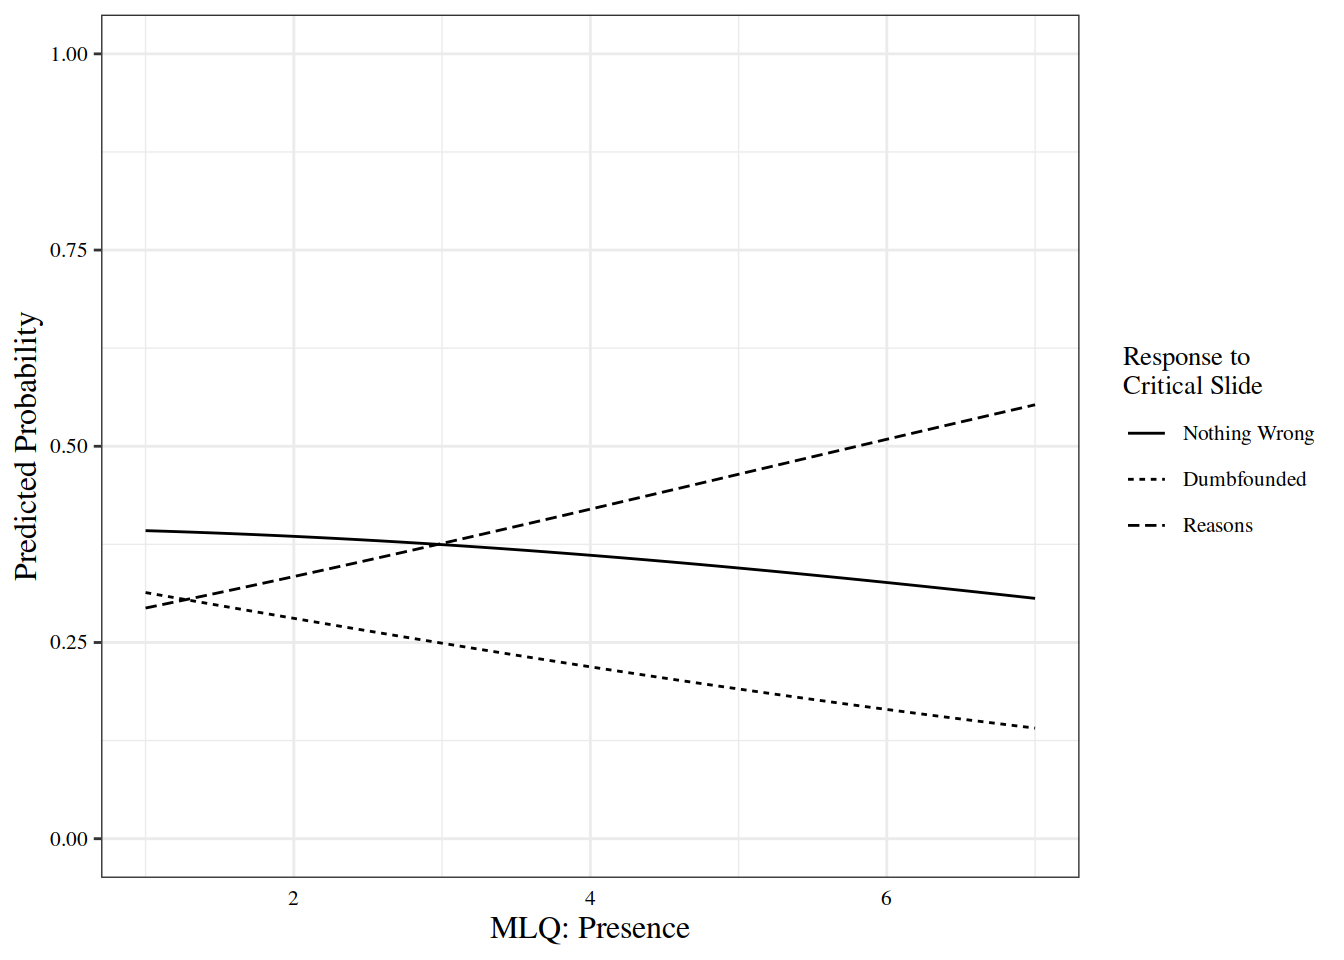 1.00
0.75
0.50
0.25
0.00
Predicted Probability
2
4
6
MLQ: Presence
Response to
Critical Slide
Nothing Wrong
Dumbfounded
Reasons